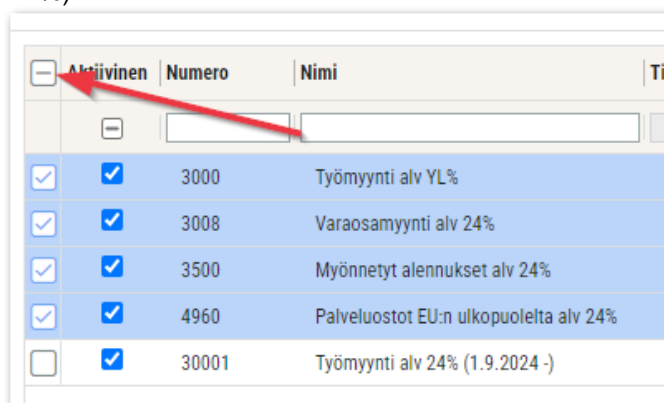 Aktiivinen Numero Nimi Ti
3000 Työmyynti alv YL%
3008 Varaosamyynti alv 24%
3500 Myönnetyt alennukset alv 24%
4960 Palveluostot EU:n ulkopuolelta alv 24%
30001 Työmyynti alv 24% (1.9.2024 -)